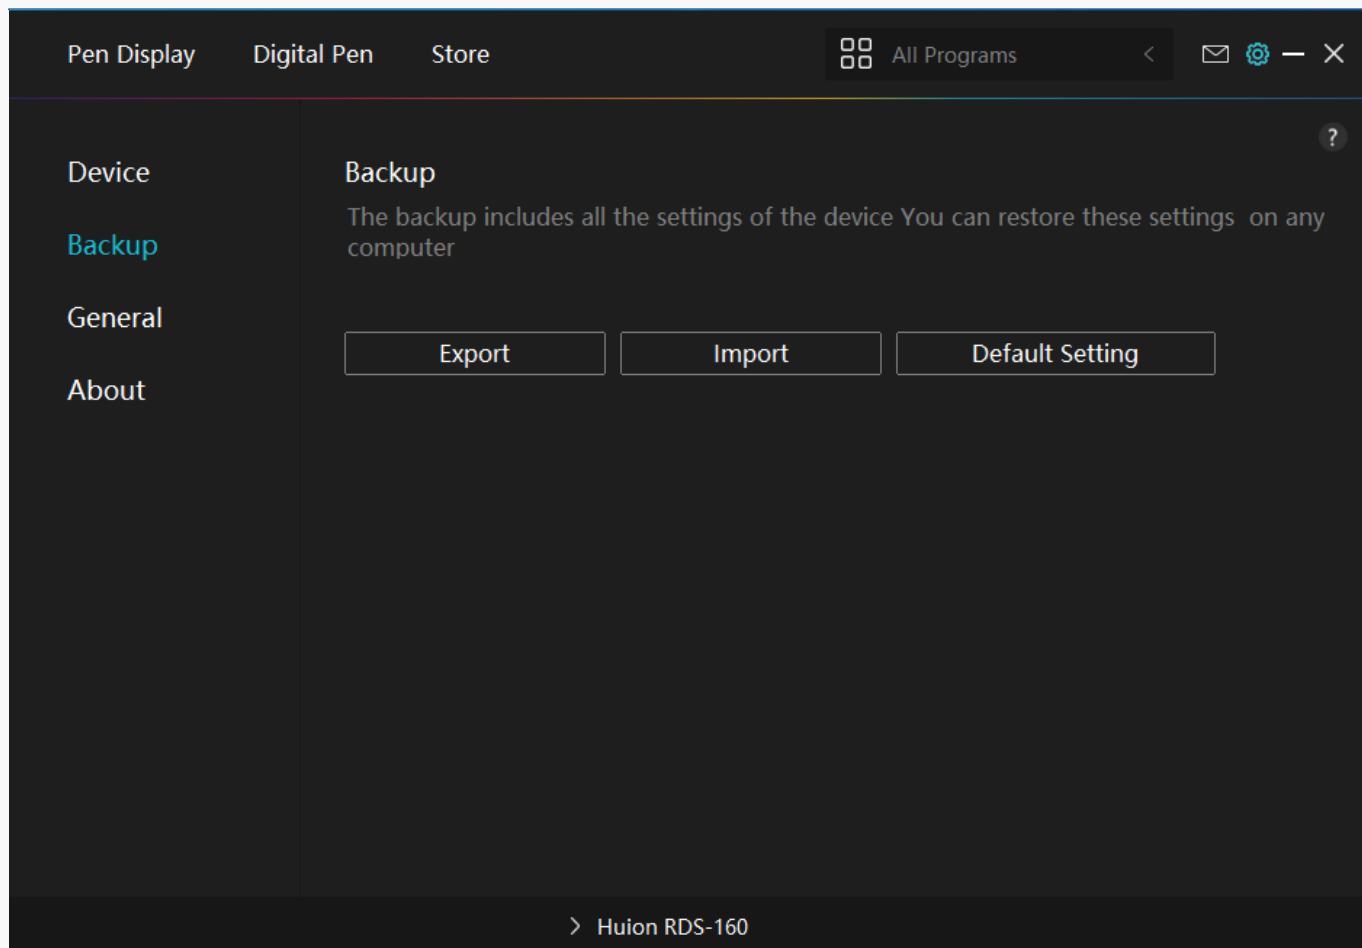 Pen Display Digital Pen Store All Programs
?
Device
Backup
General
About
Backup
The backup includes all the settings of the device You can restore these settings  on any
computer
Export Import Default Setting
Huion RDS-160